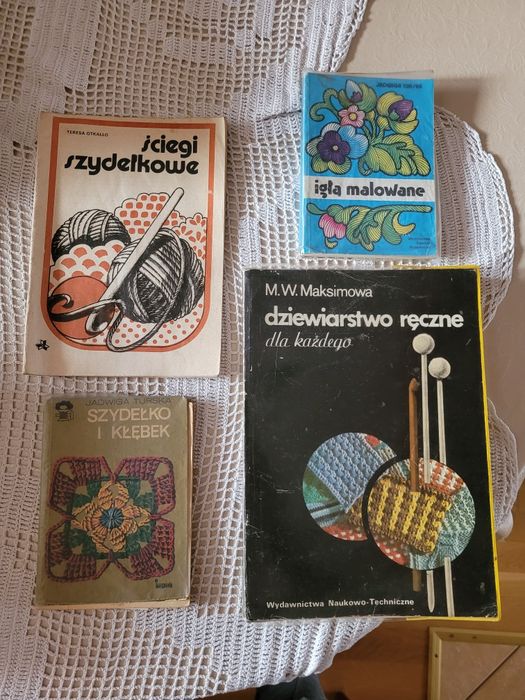 TERESA OTKAŁŁO
ściegi
szydełkowe
JADWIGA TURSKA
igłą malowane
M.W. Maksimowa
dziewiarstwo ręczne
dla każdego
Wydawnictwa Naukowo-Techniczne
JADWIGA TURSKA
SZYDEŁKO
I KŁĘBEK